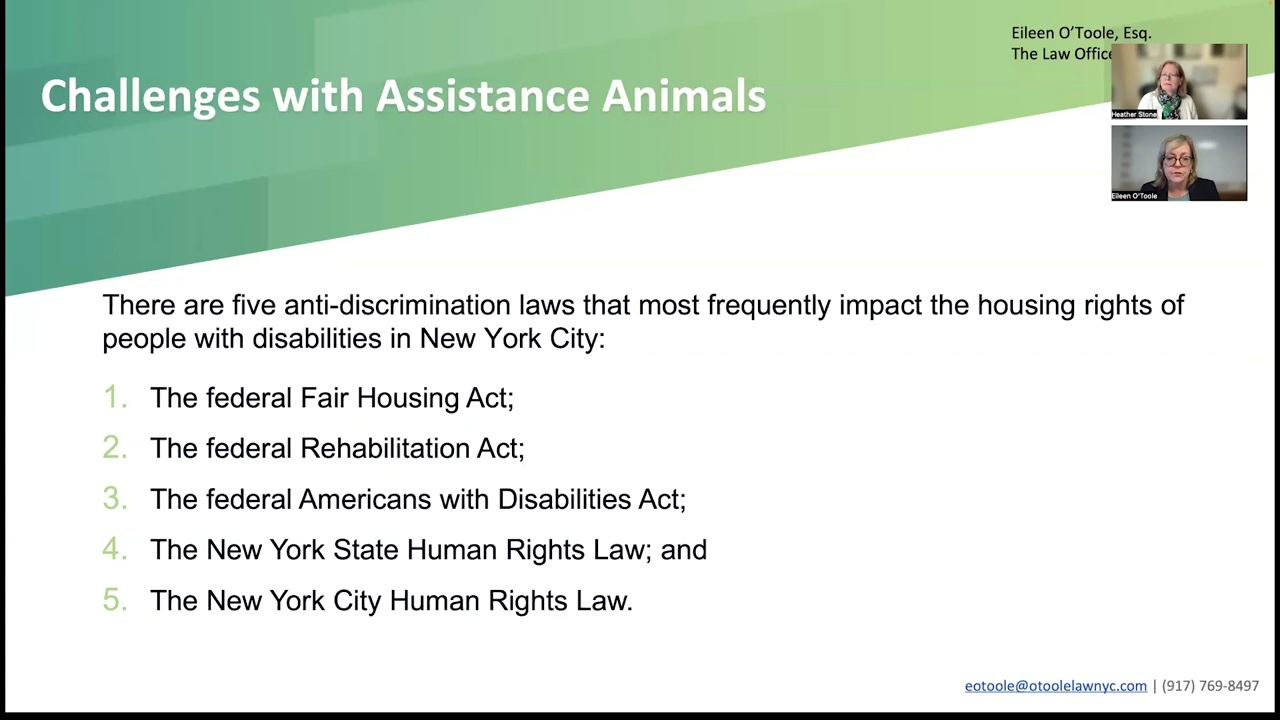 Eileen O'Toole, Esq.
The Law Office
Challenges with Assistance Animals
Heather Stone
Eileen O'Toole
There are five anti-discrimination laws that most frequently impact the housing rights of
people with disabilities in New York City:
1. The federal Fair Housing Act;
2. The federal Rehabilitation Act;
3. The federal Americans with Disabilities Act;
4. The New York State Human Rights Law; and
5. The New York City Human Rights Law.
eotoole@otoolelawnyc.com | (917) 769-8497